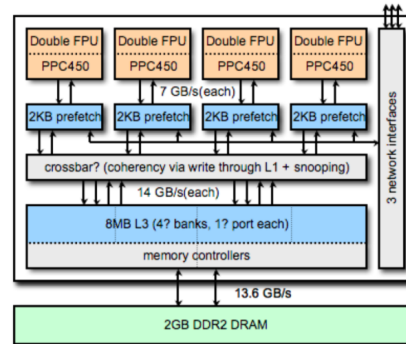 Double FPU
PPC450
Double FPU
PPC450
Double FPU
PPC450
Double FPU
PPC450
7 GB/s(each)
2KB prefetch
2KB prefetch
2KB prefetch
2KB prefetch
crossbar? (coherency via write through L1 + snooping)
14 GB/s(each)
8MB L3 (4? banks, 1? port each)
memory controllers
3 network interfaces
13.6 GB/s
2GB DDR2 DRAM